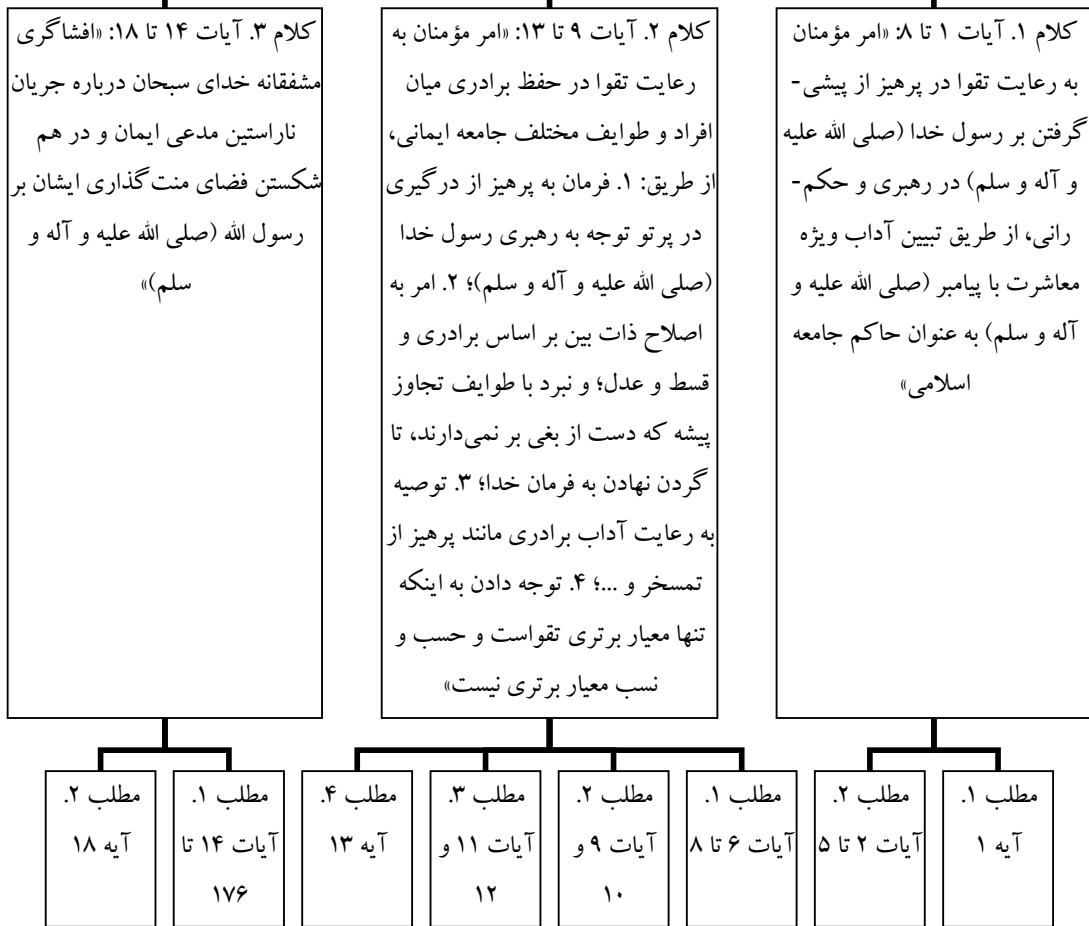 کلام ۱. آیات ۱ تا ۸: «امر مؤمنان
به رعایت تقوا در پرهیز از پیشی-
گرفتن بر رسول خدا (صلی الله علیه
و آله و سلم) در رهبری و حکم-
رانی، از طریق تبیین آداب ویژه
معاشرت با پیامبر (صلی الله علیه و
آله و سلم) به عنوان حاکم جامعه
اسلامی»
کلام ۲. آیات ۹ تا ۱۳: «امر مؤمنان به
رعایت تقوا در حفظ برادری میان
افراد و طوایف مختلف جامعه ایمانی،
از طریق: ۱. فرمان به پرهیز از درگیری
در پرتو توجه به رهبری رسول خدا
(صلی الله علیه و آله و سلم)؛ ۲. امر به
اصلاح ذات بین بر اساس برادری و
قسط و عدل؛ و نبرد با طوایف تجاوز
پیشه که دست از بغی بر نمی‌دارند، تا
گردن نهادن به فرمان خدا؛ ۳. توصیه
به رعایت آداب برادری مانند پرهیز از
تمسخر و ...؛ ۴. توجه دادن به اینکه
تنها معیار برتری تقواست و حسب و
نسب معیار برتری نیست»
کلام ۳. آیات ۱۴ تا ۱۸: «افشاگری
مشفقانه خدای سبحان درباره جریان
ناراستین مدعی ایمان و در هم
شکستن فضای منت گذاری ایشان بر
رسول الله (صلی الله علیه و آله و
سلم)»
مطلب ۱.
آیه ۱
مطلب ۲.
آیات ۲ تا ۵
مطلب ۱.
آیات ۶ تا ۸
مطلب ۲.
آیات ۹ و
۱۰
مطلب ۳.
آیات ۱۱ و
۱۲
مطلب ۴.
آیه ۱۳
مطلب ۱.
آیات ۱۴ تا
۱۷۶
مطلب ۲.
آیه ۱۸